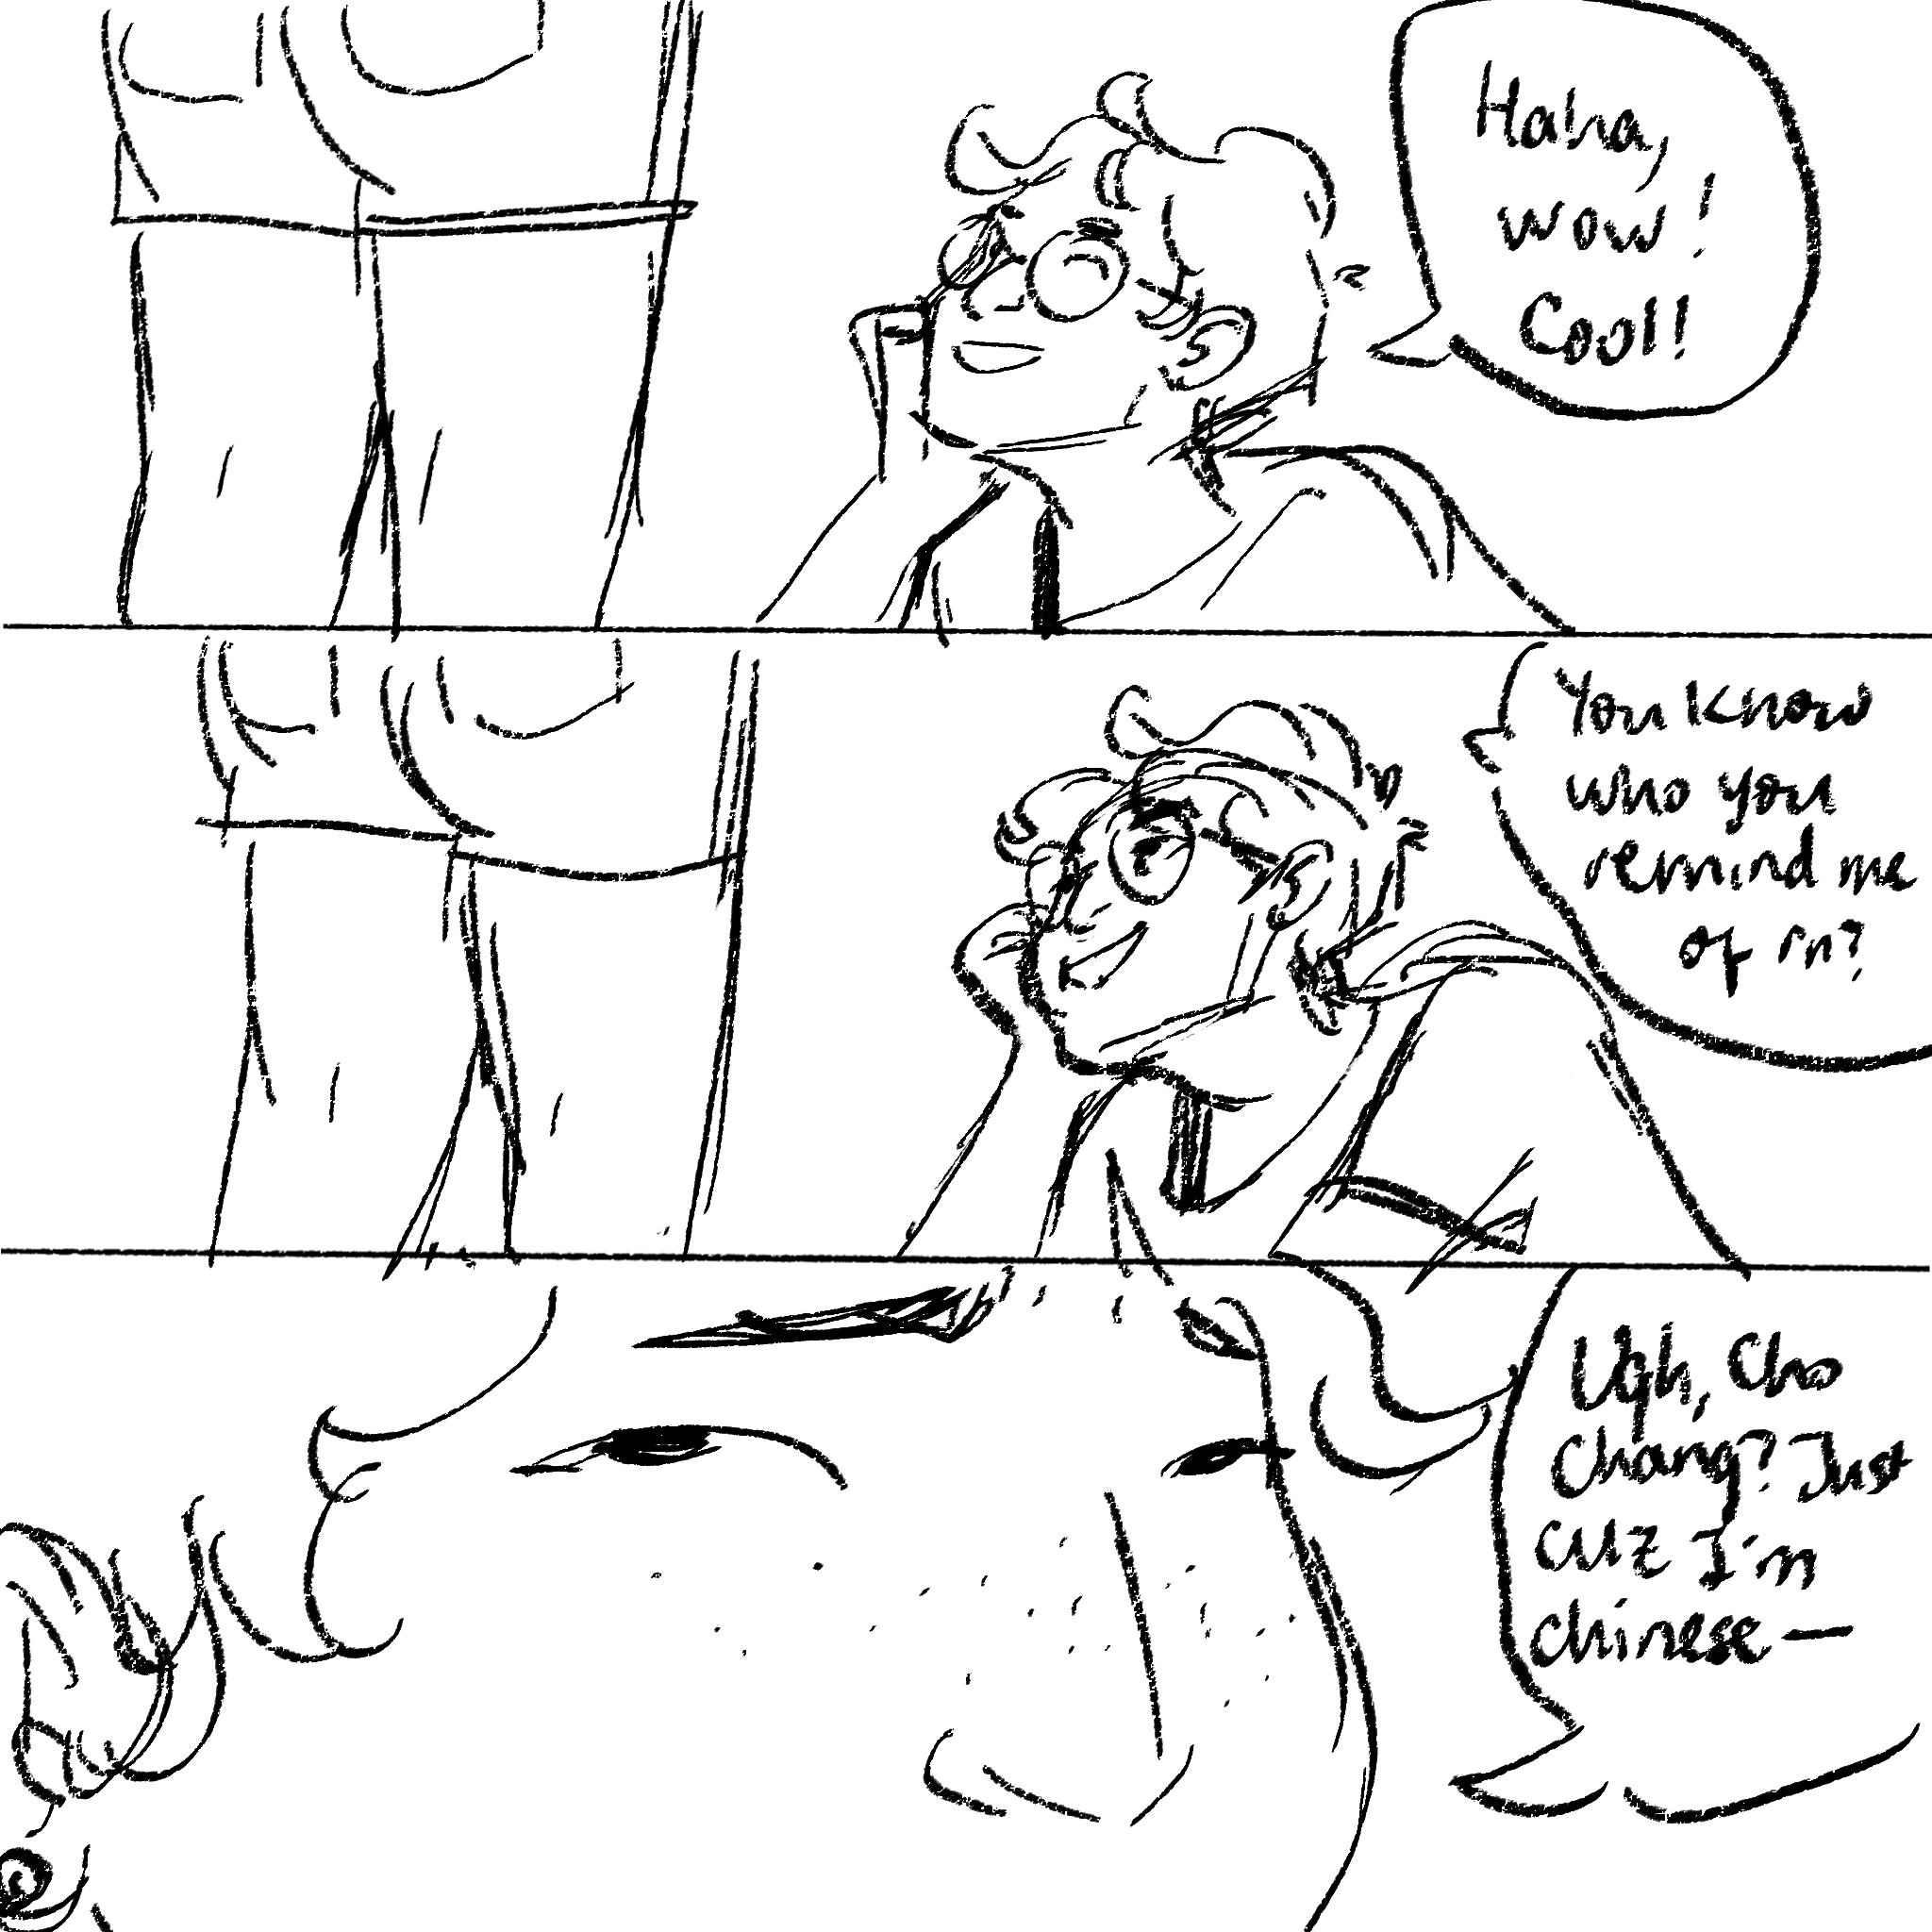 Haha,
wow!
Cool!
You know
who you
remind me
of rn?
Ugh, Cho
Chang? Just
cuz I'm
chinese—